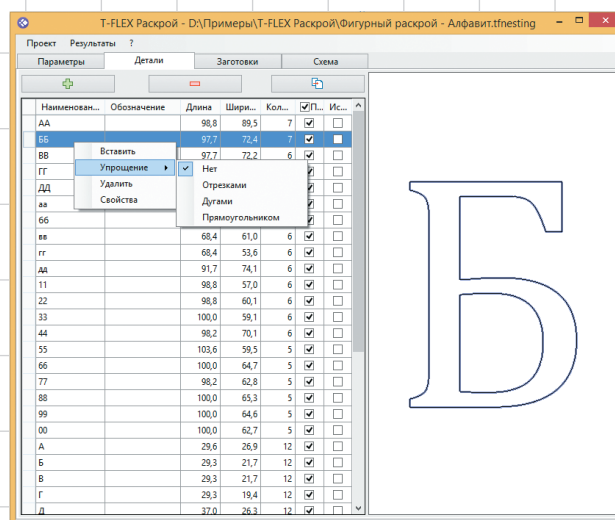 T-FLEX Раскрой - D:\Примеры\T-FLEX Раскрой\Фигурный раскрой - Алфавит.tfnesting
Проект Результаты ?
Параметры Детали Заготовки Схема
Наименован... Обозначение Длина Шири... Кол... П... Ис...
АА 98,8 89,5 7
ББ 97,7 72,4 7
ВВ 97,7 72,2 6
ГГ
ДД
аа
бб
вв 68,4 61,0 6
гг 68,4 53,6 6
дд 91,7 74,1 6
11 98,8 57,0 6
22 98,8 60,1 6
33 100,0 59,1 6
44 98,2 70,1 6
55 103,6 59,5 5
66 100,0 64,7 5
77 98,2 62,8 5
88 100,0 65,3 5
99 100,0 64,6 5
00 100,0 62,7 5
А 29,6 26,9 12
Б 29,3 21,7 12
В 29,3 21,7 12
Г 29,3 19,4 12
Д 37,0 26,3 12
Вставить
Упрощение
Удалить
Свойства
Нет
Отрезками
Дугами
Прямоугольником
Б